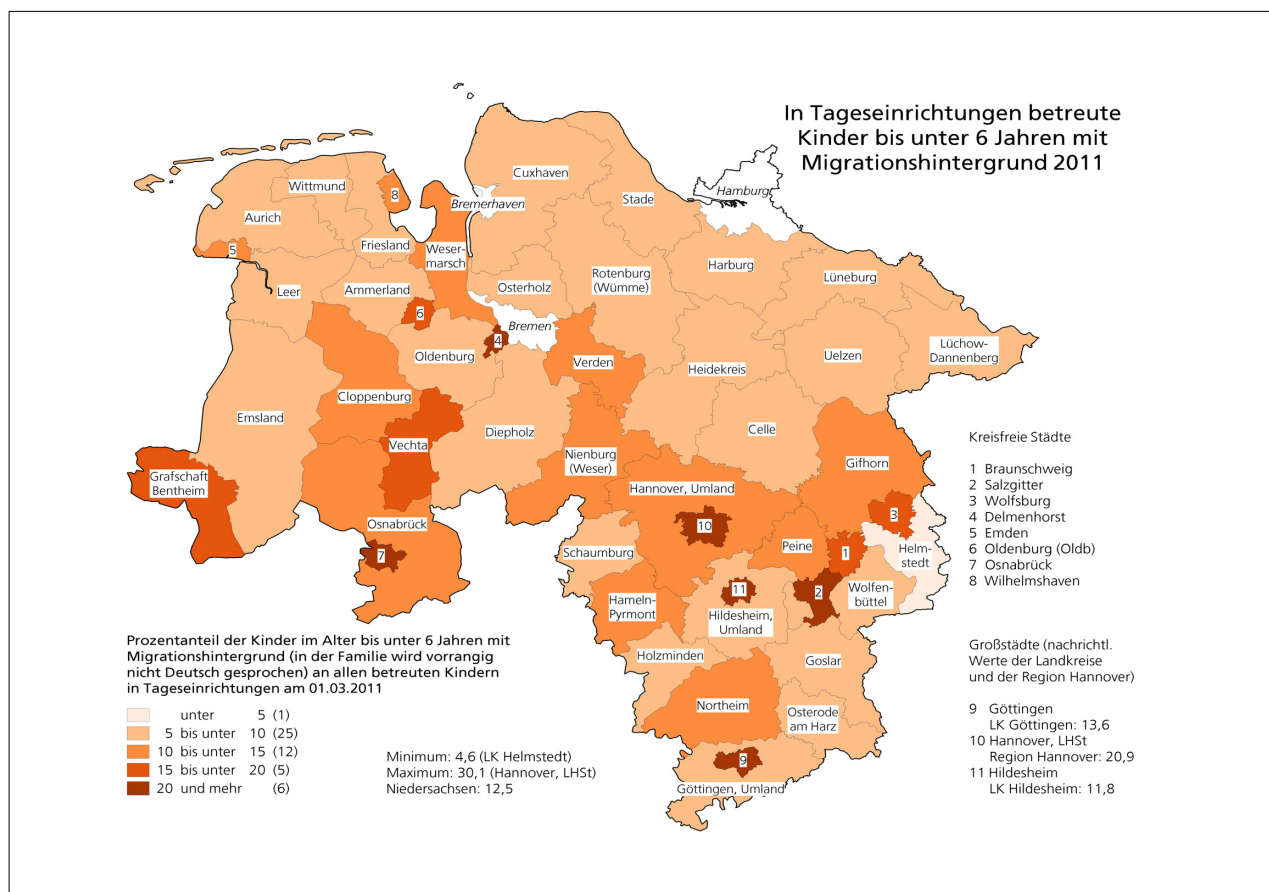 In Tageseinrichtungen betreute
Kinder bis unter 6 Jahren mit
Migrationshintergrund 2011
Cuxhaven
Wittmund
Hamburg
8
Bremerhaven
Stade
Aurich
Friesland
Weser-
marsch
5
Harburg
Rotenburg
(Wümme)
Lüneburg
Leer
Ammerland
Osterholz
6
Bremen
4
Lüchow-
Dannenberg
Oldenburg
Uelzen
Verden
Heidekreis
Cloppenburg
Emsland
Celle
Diepholz
Vechta
Nienburg
(Weser)
Gifhorn
Grafschaft
Bentheim
Hannover, Umland
3
Osnabrück
10
7
Schaumburg
Peine
1
Helm-
stedt
11
2
Wolfen-
büttel
Hameln-
Pyrmont
Hildesheim,
Umland
Holzminden
Goslar
Northeim
Osterode
am Harz
9
Göttingen, Umland
Kreisfreie Städte
1 Braunschweig
2 Salzgitter
3 Wolfsburg
4 Delmenhorst
5 Emden
6 Oldenburg (Oldb)
7 Osnabrück
8 Wilhelmshaven
Großstädte (nachrichtl.
Werte der Landkreise
und der Region Hannover)
9 Göttingen
LK Göttingen: 13,6
10 Hannover, LHSt
Region Hannover: 20,9
11 Hildesheim
LK Hildesheim: 11,8
Prozentanteil der Kinder im Alter bis unter 6 Jahren mit
Migrationshintergrund (in der Familie wird vorrangig
nicht Deutsch gesprochen) an allen betreuten Kindern
in Tageseinrichtungen am 01.03.2011
unter 5 (1)
5 bis unter 10 (25)
10 bis unter 15 (12)
15 bis unter 20 (5)
20 und mehr (6)
Minimum: 4,6 (LK Helmstedt)
Maximum: 30,1 (Hannover, LHSt)
Niedersachsen: 12,5